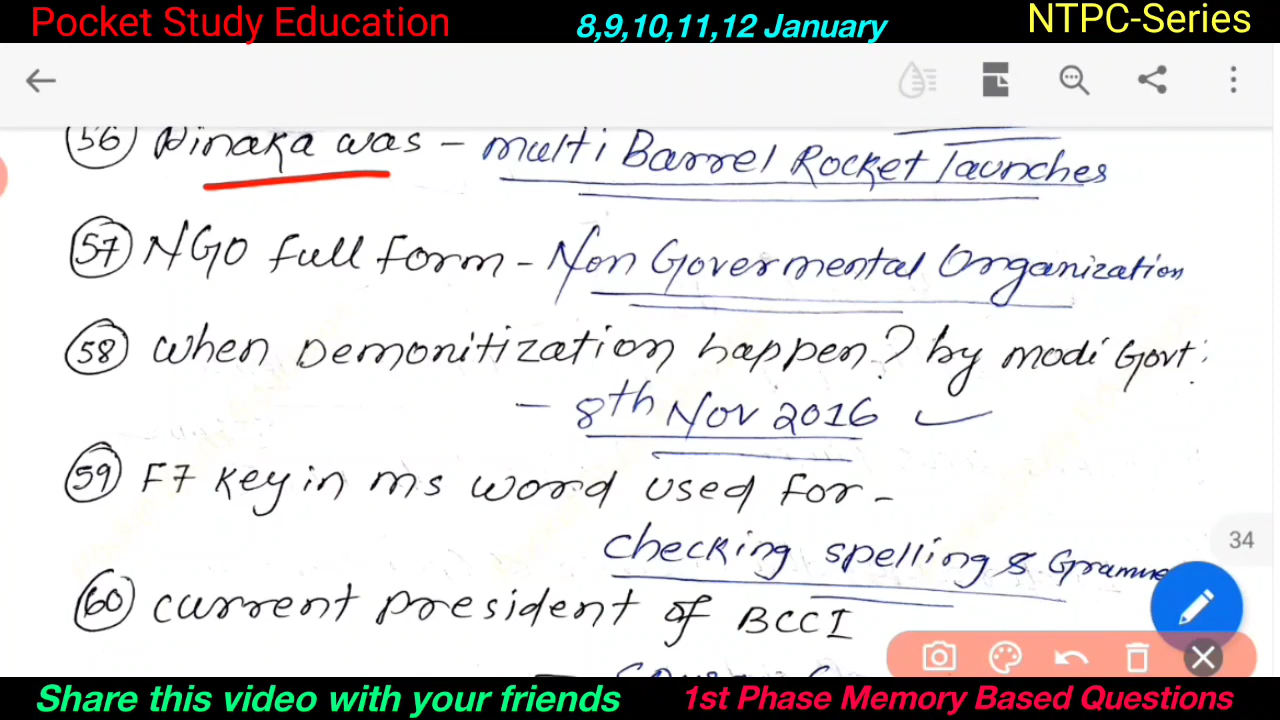 Pocket Study Education
8,9,10,11,12 January
NTPC-Series
56 Pinaka was - multi Barrel Rocket launches
57 NGO full form - Non Govermental Organization
58 when Demonitization happen? by modi Govt.
- 8th Nov 2016
59 F7 key in ms word used for -
checking spelling & Gramme
34
60 current president of BCCI
Share this video with your friends
1st Phase Memory Based Questions